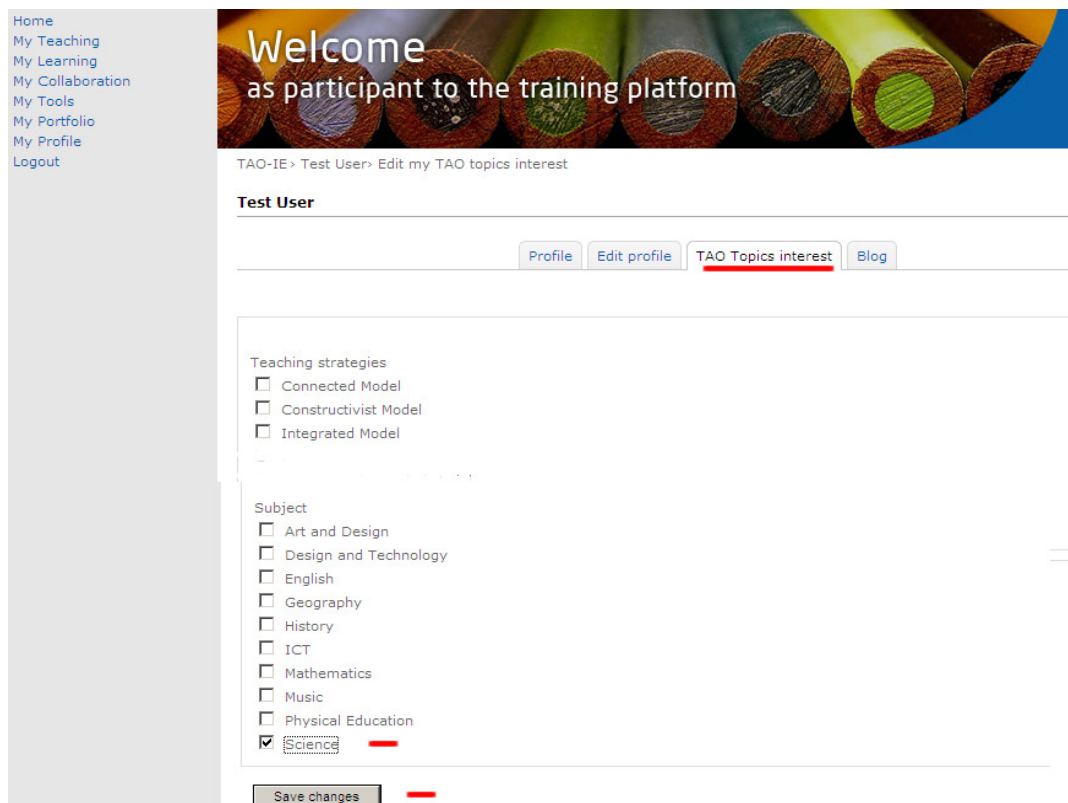 Home
My Teaching
My Learning
My Collaboration
My Tools
My Portfolio
My Profile
Logout
Welcome
as participant to the training platform
TAO-IE› Test User› Edit my TAO topics interest
Test User
Profile Edit profile TAO Topics interest Blog
Teaching strategies
Connected Model
Constructivist Model
Integrated Model
Subject
Art and Design
Design and Technology
English
Geography
History
ICT
Mathematics
Music
Physical Education
Science
Save changes